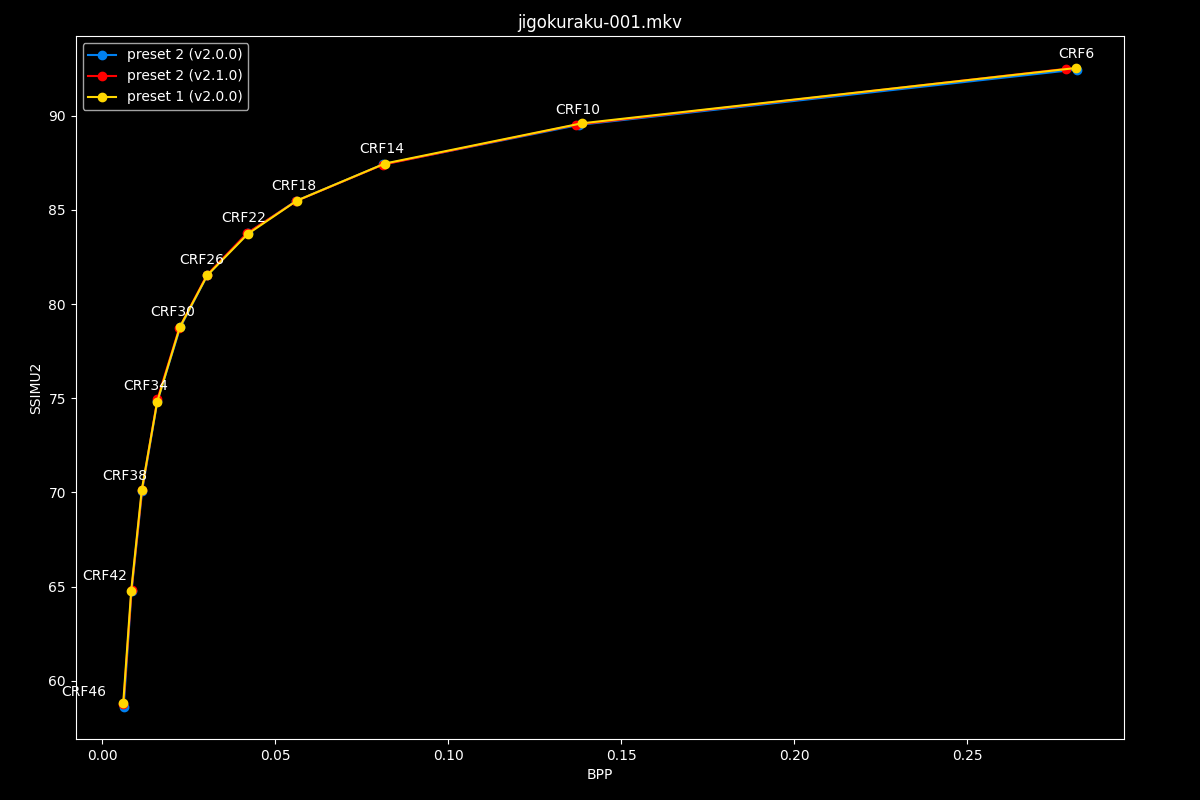 jigokuraku-001.mkv
preset 2 (v2.0.0)
preset 2 (v2.1.0)
preset 1 (v2.0.0)
CRF6
CRF10
CRF14
CRF18
CRF22
CRF26
CRF30
CRF34
CRF38
CRF42
CRF46
90
85
80
75
70
65
60
SSIMU2
0.00 0.05 0.10 0.15 0.20 0.25
BPP